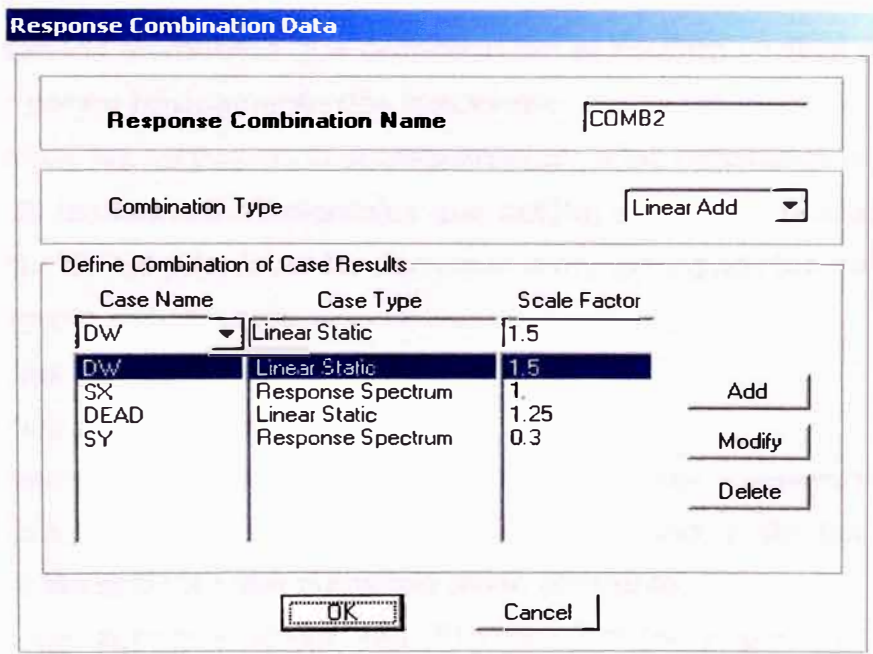 Response Combination Data
Response Combination Name COMB2
Combination Type Linear Add
Define Combination of Case Results
Case Name Case Type Scale Factor
DW Linear Static 1.5
DW Linear Static 1.5
SX Response Spectrum 1.
DEAD Linear Static 1.25
SY Response Spectrum 0.3
Add
Modify
Delete
OK Cancel